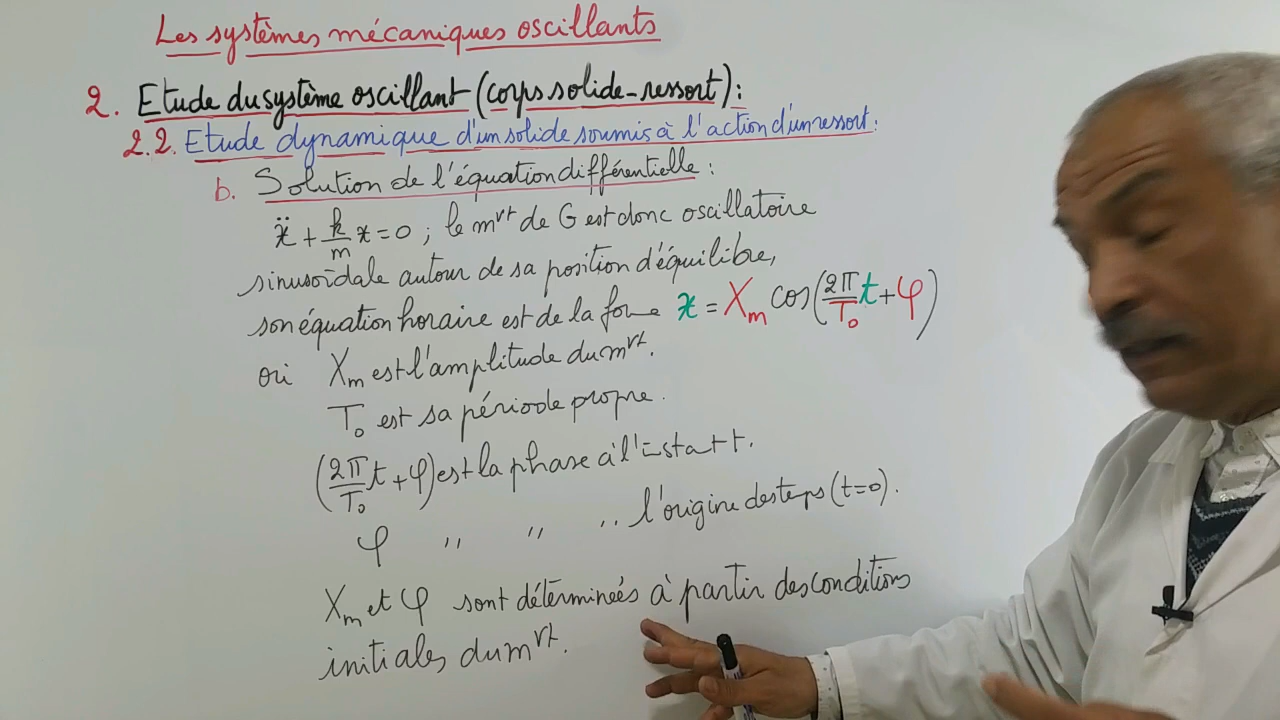 Les systèmes mécaniques oscillants
2. Etude du système oscillant (corps solide-ressort):
2.2. Etude dynamique d'un solide soumis à l'action d'un ressort:
b. Solution de l'équation différentielle:
ẍ + k/m x = 0 ; le mvt de G est donc oscillatoire
sinusoïdale autour de sa position d'équilibre,
son équation horaire est de la forme x = Xm cos(2π/T₀ t + φ)
où Xm est l'amplitude du mvt.
T₀ est sa période propre.
(2π/T₀ t + φ) est la phase à l'instant t.
φ " " " l'origine des temps (t=0).
Xm et φ sont déterminées à partir des conditions
initiales du mvt.